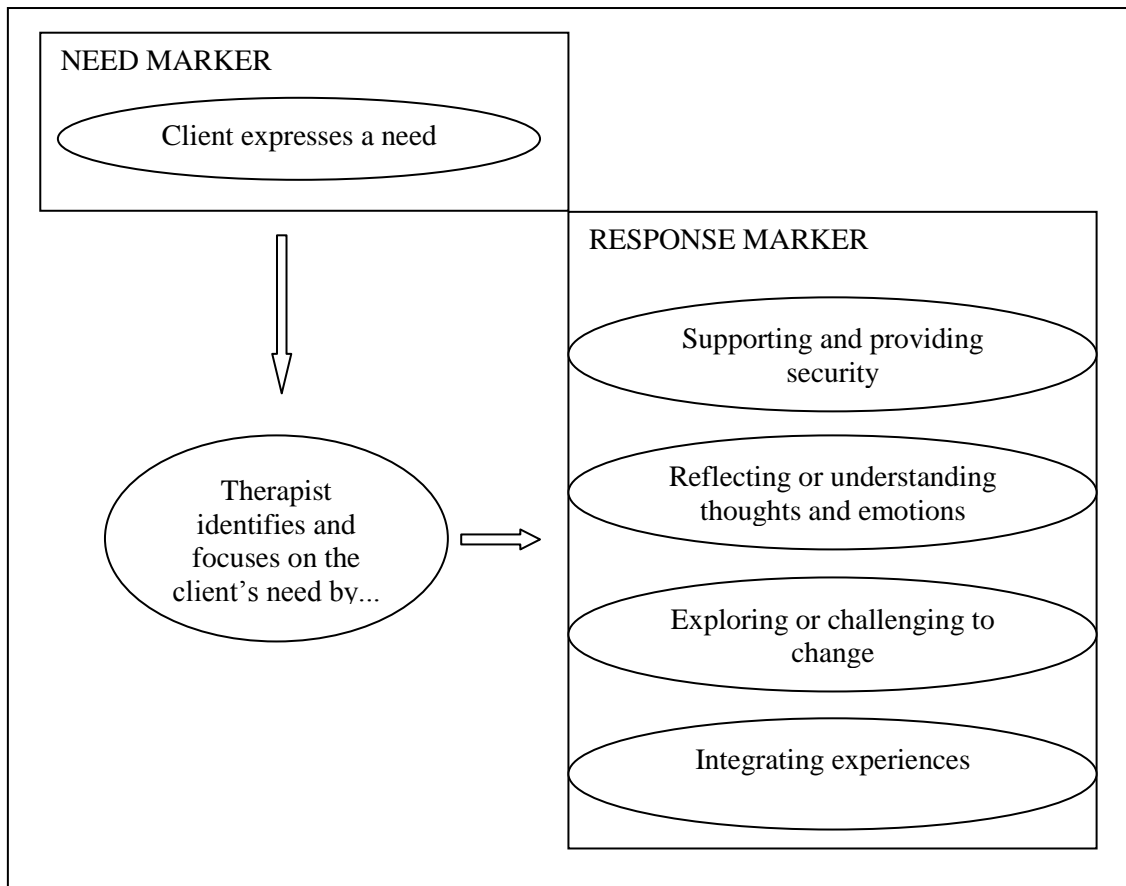 NEED MARKER
Client expresses a need
RESPONSE MARKER
Supporting and providing
security
Reflecting or understanding
thoughts and emotions
Therapist
identifies and
focuses on the
client’s need by...
Exploring or challenging to
change
Integrating experiences